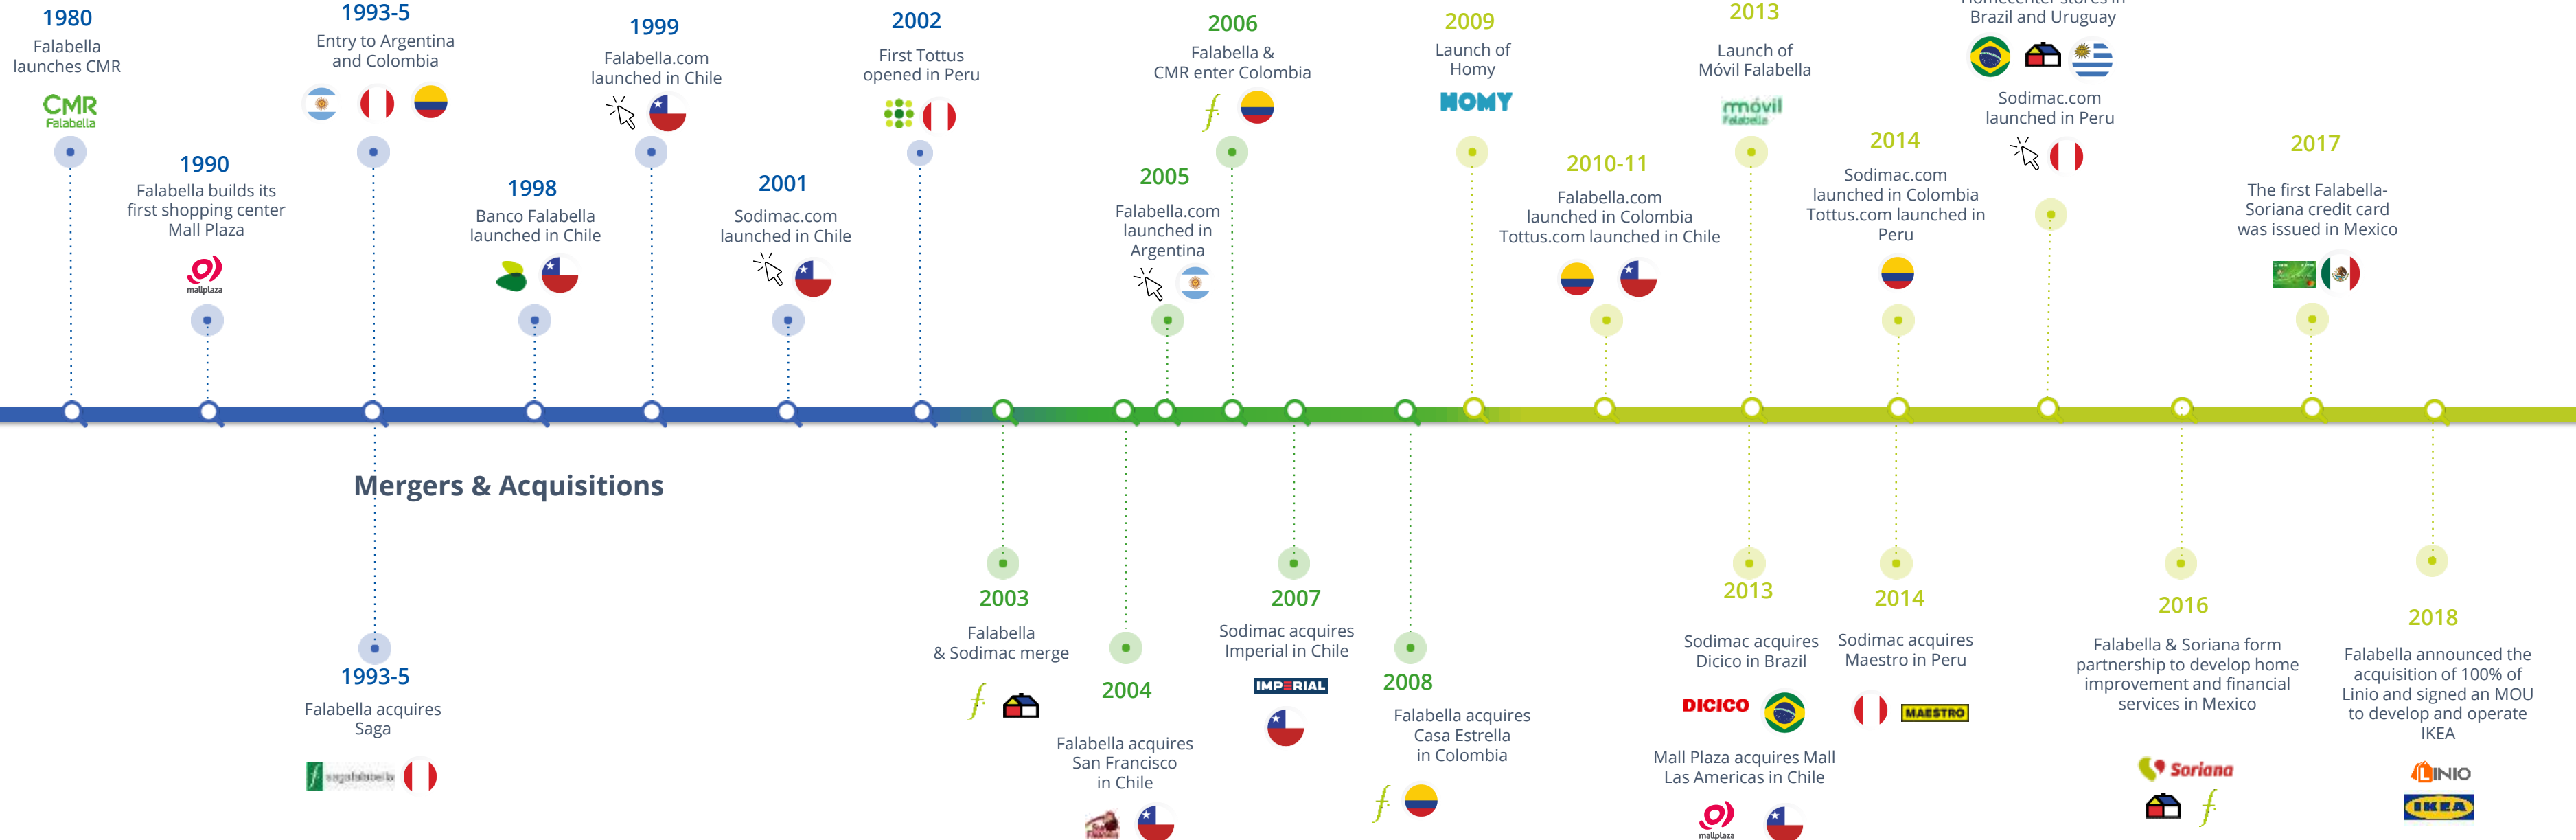 1980
Falabella
launches CMR
CMR
Falabella
1990
Falabella builds its
first shopping center
Mall Plaza
mallplaza
1993-5
Entry to Argentina
and Colombia
1998
Banco Falabella
launched in Chile
1999
Falabella.com
launched in Chile
2001
Sodimac.com
launched in Chile
2002
First Tottus
opened in Peru
2005
Falabella.com
launched in
Argentina
2006
Falabella &
CMR enter Colombia
2009
Launch of
Homy
HOMY
2010-11
Falabella.com
launched in Colombia
Tottus.com launched in Chile
2013
Launch of
Móvil Falabella
móvil
Falabella
2014
Sodimac.com
launched in Colombia
Tottus.com launched in
Peru
Homecenter stores in
Brazil and Uruguay
Sodimac.com
launched in Peru
2017
The first Falabella-
Soriana credit card
was issued in Mexico
Mergers & Acquisitions
1993-5
Falabella acquires
Saga
sagafalabella
2003
Falabella
& Sodimac merge
2004
Falabella acquires
San Francisco
in Chile
2007
Sodimac acquires
Imperial in Chile
IMPERIAL
2008
Falabella acquires
Casa Estrella
in Colombia
2013
Sodimac acquires
Dicico in Brazil
DICICO
Mall Plaza acquires Mall
Las Americas in Chile
mallplaza
2014
Sodimac acquires
Maestro in Peru
MAESTRO
2016
Falabella & Soriana form
partnership to develop home
improvement and financial
services in Mexico
Soriana
2018
Falabella announced the
acquisition of 100% of
Linio and signed an MOU
to develop and operate
IKEA
LINIO
IKEA